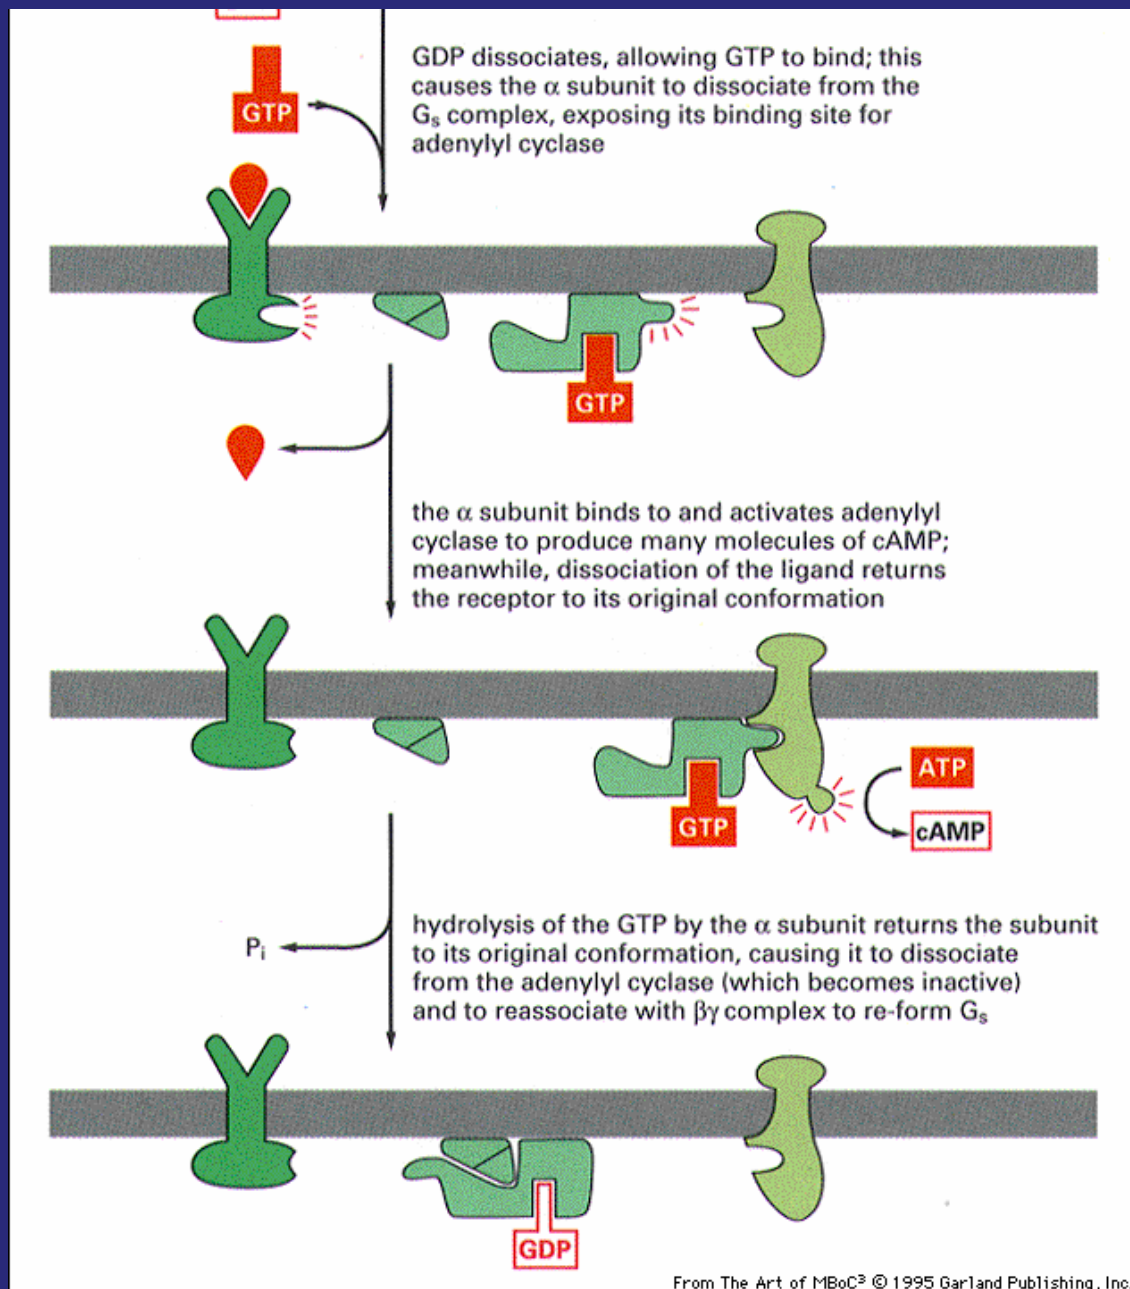 GDP dissociates, allowing GTP to bind; this
causes the α subunit to dissociate from the
Gs complex, exposing its binding site for
adenylyl cyclase
GTP
GTP
the α subunit binds to and activates adenylyl
cyclase to produce many molecules of cAMP;
meanwhile, dissociation of the ligand returns
the receptor to its original conformation
ATP
GTP
cAMP
hydrolysis of the GTP by the α subunit returns the subunit
Pi
to its original conformation, causing it to dissociate
from the adenylyl cyclase (which becomes inactive)
and to reassociate with βγ complex to re-form Gs
GDP
From The Art of MBoC³ © 1995 Garland Publishing, Inc